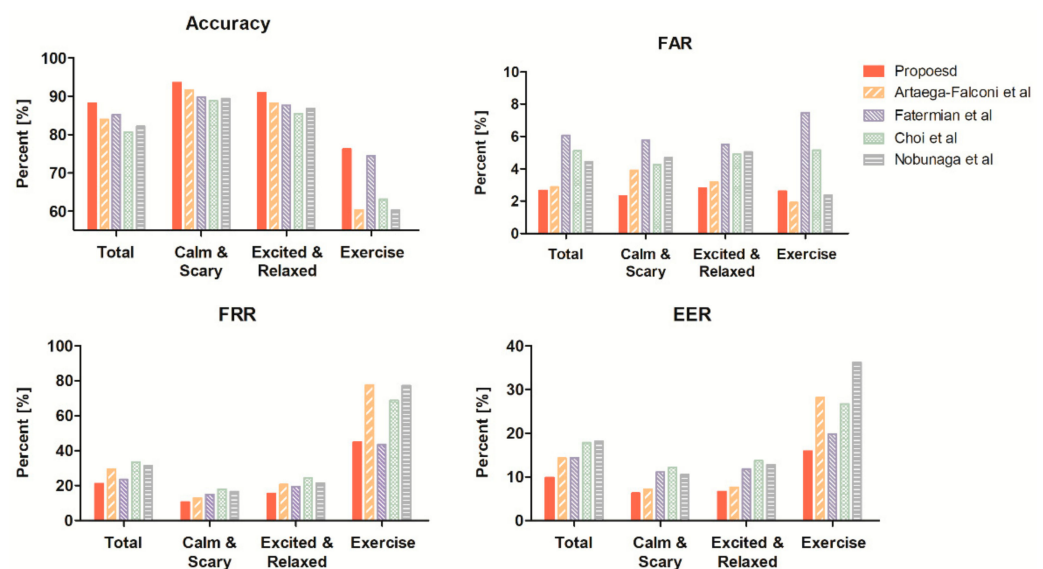 Accuracy
Percent [%]
100
90
80
70
60
Total
Calm &
Scary
Excited &
Relaxed
Exercise
FAR
Percent [%]
10
8
6
4
2
0
Total
Calm &
Scary
Excited &
Relaxed
Exercise
Propoesd
Artaega-Falconi et al
Fatermian et al
Choi et al
Nobunaga et al
FRR
Percent [%]
100
80
60
40
20
0
Total
Calm &
Scary
Excited &
Relaxed
Exercise
EER
Percent [%]
40
30
20
10
0
Total
Calm &
Scary
Excited &
Relaxed
Exercise